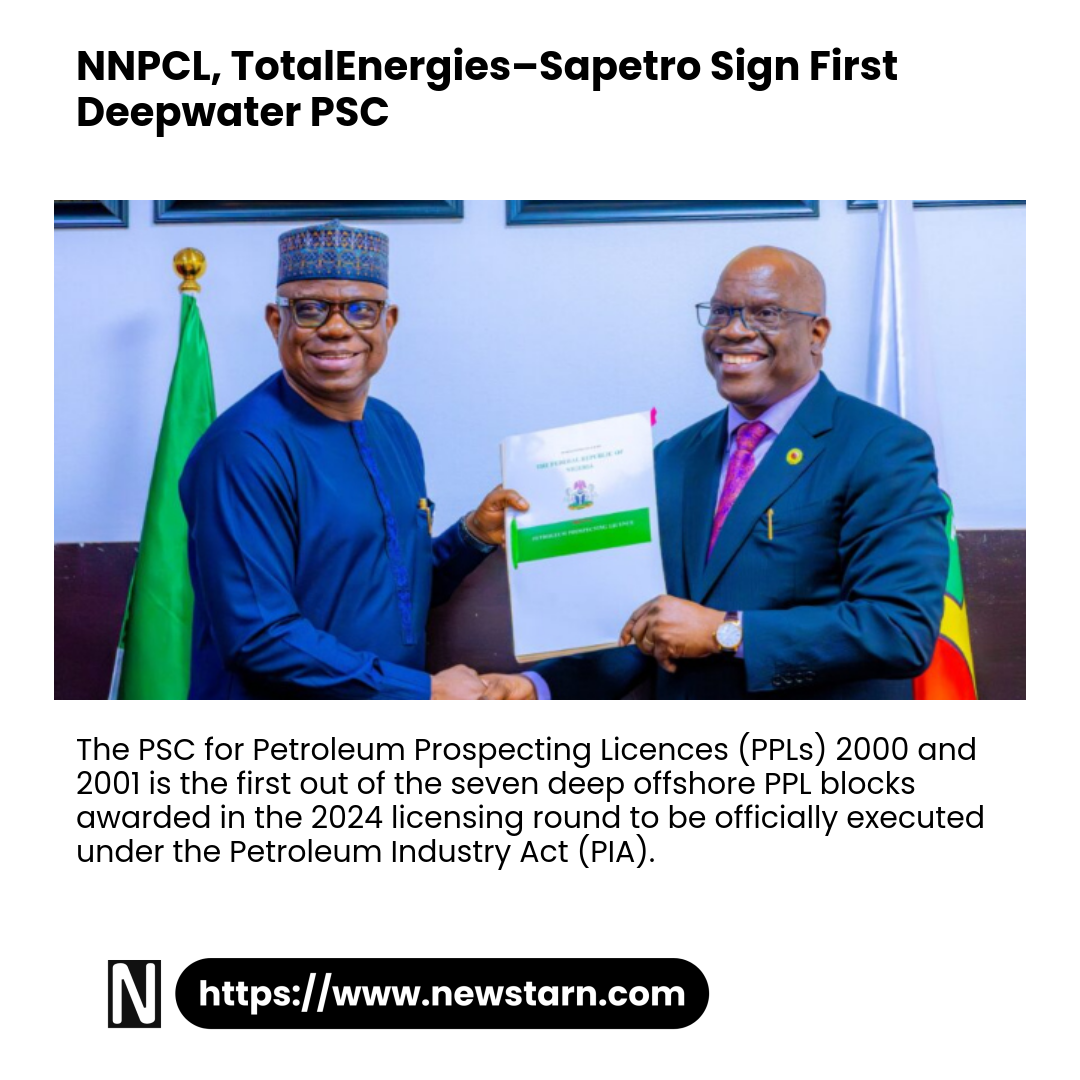 NNPCL, TotalEnergies–Sapetro Sign First
Deepwater PSC
THE FEDERAL REPUBLIC OF
NIGERIA
PETROLEUM PROSPECTING LICENCE
The PSC for Petroleum Prospecting Licences (PPLs) 2000 and
2001 is the first out of the seven deep offshore PPL blocks
awarded in the 2024 licensing round to be officially executed
under the Petroleum Industry Act (PIA).
N
https://www.newstarn.com